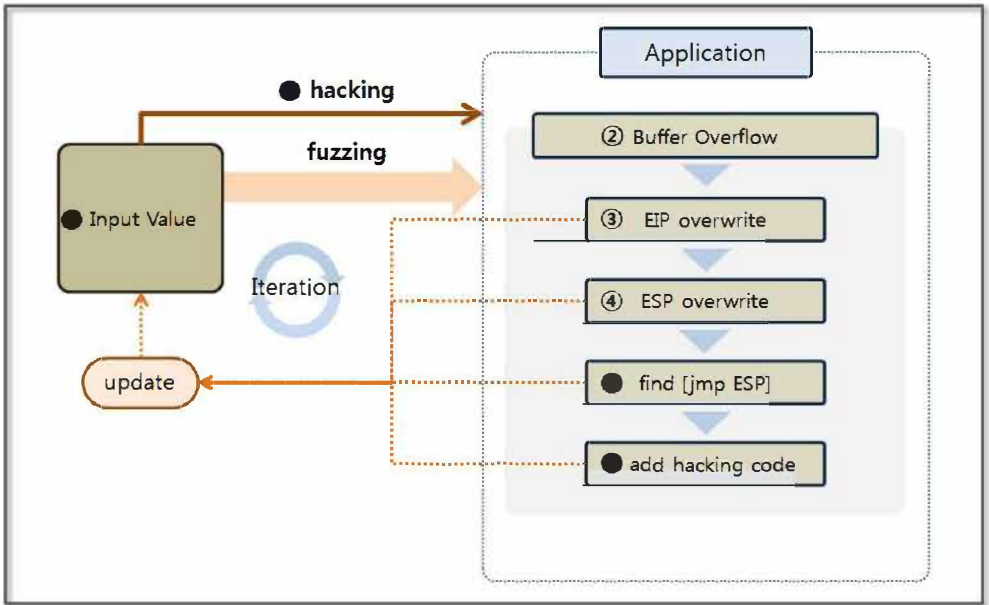 Application
● hacking
② Buffer Overflow
fuzzing
● Input Value
③ EIP overwrite
Iteration
④ ESP overwrite
update
● find [jmp ESP]
● add hacking code